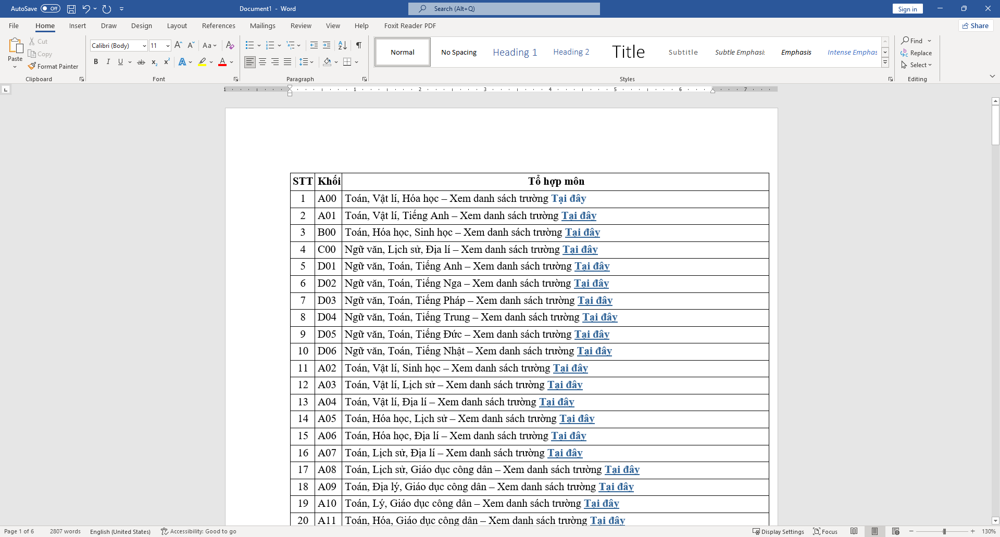 AutoSave Off Document1 - Word Search (Alt+Q) Sign in
File Home Insert Draw Design Layout References Mailings Review View Help Foxit Reader PDF Share
Paste Cut Copy Format Painter
Calibri (Body) 11 Aa
Normal No Spacing Heading 1 Heading 2 Title Subtitle Subtle Emphasis Emphasis Intense Emphas
Find Replace Select
Clipboard Font Paragraph Styles Editing
1 1 2 3 4 5 6 7
STT Khối Tổ hợp môn
1 A00 Toán, Vật lí, Hóa học – Xem danh sách trường Tại đây
2 A01 Toán, Vật lí, Tiếng Anh – Xem danh sách trường Tại đây
3 B00 Toán, Hóa học, Sinh học – Xem danh sách trường Tại đây
4 C00 Ngữ văn, Lịch sử, Địa lí – Xem danh sách trường Tại đây
5 D01 Ngữ văn, Toán, Tiếng Anh – Xem danh sách trường Tại đây
6 D02 Ngữ văn, Toán, Tiếng Nga – Xem danh sách trường Tại đây
7 D03 Ngữ văn, Toán, Tiếng Pháp – Xem danh sách trường Tại đây
8 D04 Ngữ văn, Toán, Tiếng Trung – Xem danh sách trường Tại đây
9 D05 Ngữ văn, Toán, Tiếng Đức – Xem danh sách trường Tại đây
10 D06 Ngữ văn, Toán, Tiếng Nhật – Xem danh sách trường Tại đây
11 A02 Toán, Vật lí, Sinh học – Xem danh sách trường Tại đây
12 A03 Toán, Vật lí, Lịch sử – Xem danh sách trường Tại đây
13 A04 Toán, Vật lí, Địa lí – Xem danh sách trường Tại đây
14 A05 Toán, Hóa học, Lịch sử – Xem danh sách trường Tại đây
15 A06 Toán, Hóa học, Địa lí – Xem danh sách trường Tại đây
16 A07 Toán, Lịch sử, Địa lí – Xem danh sách trường Tại đây
17 A08 Toán, Lịch sử, Giáo dục công dân – Xem danh sách trường Tại đây
18 A09 Toán, Địa lý, Giáo dục công dân – Xem danh sách trường Tại đây
19 A10 Toán, Lý, Giáo dục công dân – Xem danh sách trường Tại đây
20 A11 Toán, Hóa, Giáo dục công dân – Xem danh sách trường Tại đây
Page 1 of 6 2807 words English (United States) Accessibility: Good to go Display Settings Focus 130%